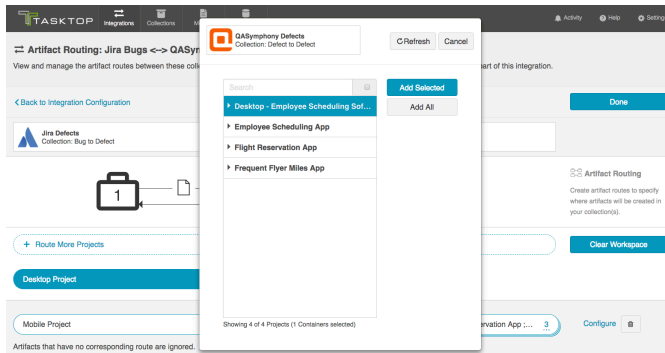 TASKTOP
Integrations
Collections
M
Activity
Help
Setting
Artifact Routing: Jira Bugs <--> QASyr
View and manage the artifact routes between these coll
part of this integration.
QASymphony Defects
Collection: Defect to Defect
Refresh
Cancel
Search
Add Selected
Add All
Desktop - Employee Scheduling Sof...
Employee Scheduling App
Flight Reservation App
Frequent Flyer Miles App
Showing 4 of 4 Projects (1 Containers selected)
Back to Integration Configuration
Done
Jira Defects
Collection: Bug to Defect
1
Artifact Routing
Create artifact routes to specify
where artifacts will be created in
your collection(s).
+ Route More Projects
Clear Workspace
Desktop Project
Mobile Project
ervation App ;...
3
Configure
Artifacts that have no corresponding route are ignored.